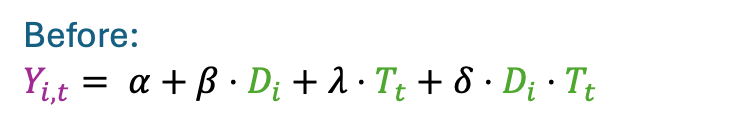 Before:
Y_{i,t} = α + β · D_i + λ · T_t + δ · D_i · T_t